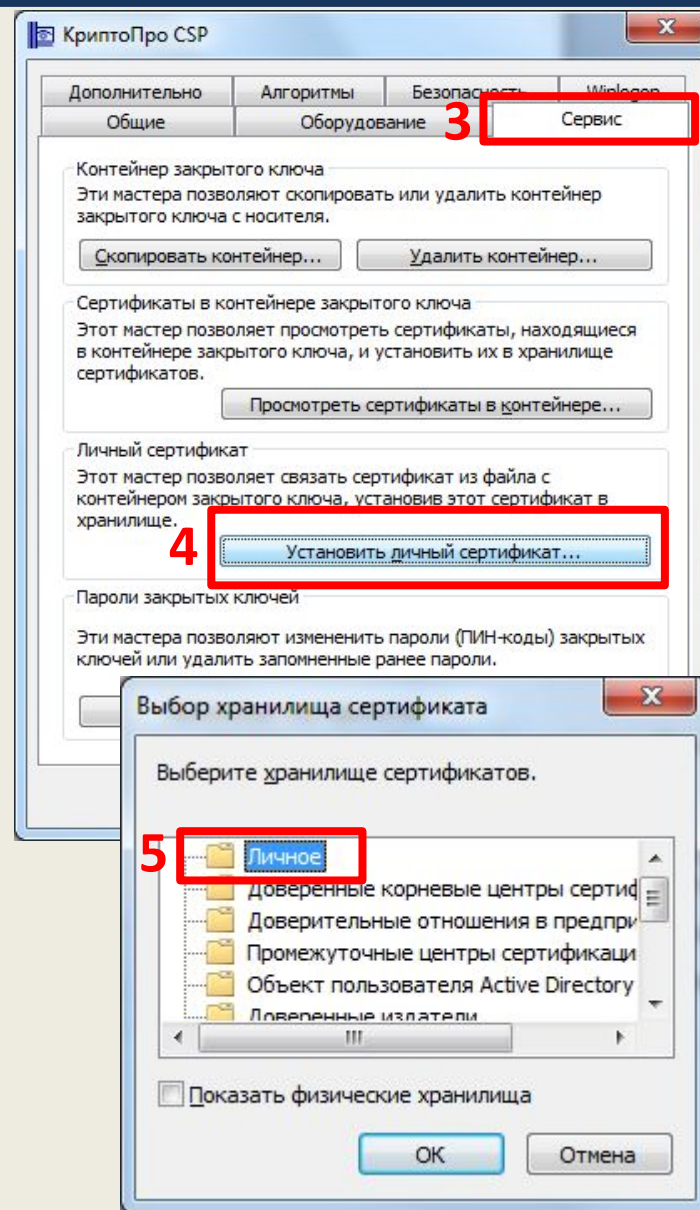 КриптоПро CSP
Дополнительно Алгоритмы Безопасность Winlogon
Общие Оборудование 3 Сервис
Контейнер закрытого ключа
Эти мастера позволяют скопировать или удалить контейнер
закрытого ключа с носителя.
Скопировать контейнер... Удалить контейнер...
Сертификаты в контейнере закрытого ключа
Этот мастер позволяет просмотреть сертификаты, находящиеся
в контейнере закрытого ключа, и установить их в хранилище
сертификатов.
Просмотреть сертификаты в контейнере...
Личный сертификат
Этот мастер позволяет связать сертификат из файла с
контейнером закрытого ключа, установив этот сертификат в
хранилище.
4 Установить личный сертификат...
Пароли закрытых ключей
Эти мастера позволяют измененить пароли (ПИН-коды) закрытых
ключей или удалить запомненные ранее пароли.
Выбор хранилища сертификата
Выберите хранилище сертификатов.
5 Личное
Доверенные корневые центры сертиф
Доверительные отношения в предпри
Промежуточные центры сертификаци
Объект пользователя Active Directory
Доверенные издатели
Показать физические хранилища
ОК Отмена